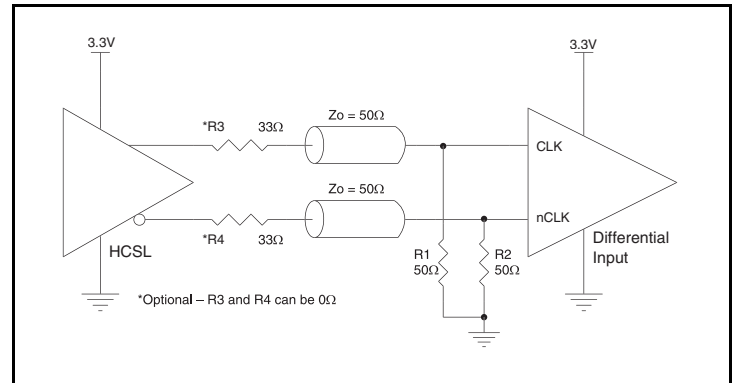 3.3V
3.3V
*R3
33Ω
Zo = 50Ω
CLK
Zo = 50Ω
nCLK
*R4
33Ω
HCSL
R1
50Ω
R2
50Ω
Differential
Input
*Optional – R3 and R4 can be 0Ω